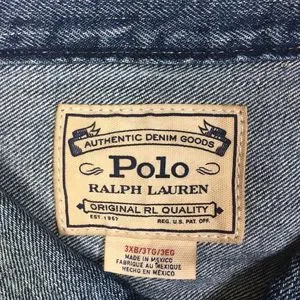 AUTHENTIC DENIM GOODS
Polo
RALPH LAUREN
ORIGINAL RL QUALITY
EST. 1967
REG. U.S. PAT. OFF.
3XB/3TG/3EG
MADE IN MEXICO
FABRIQUÉ AU MEXIQUE
HECHO EN MÉXICO